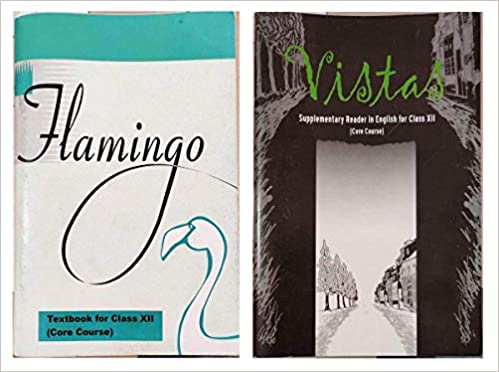 Flamingo
Textbook for Class XII
(Core Course)
Vistas
Supplementary Reader in English for Class XII
(Core Course)